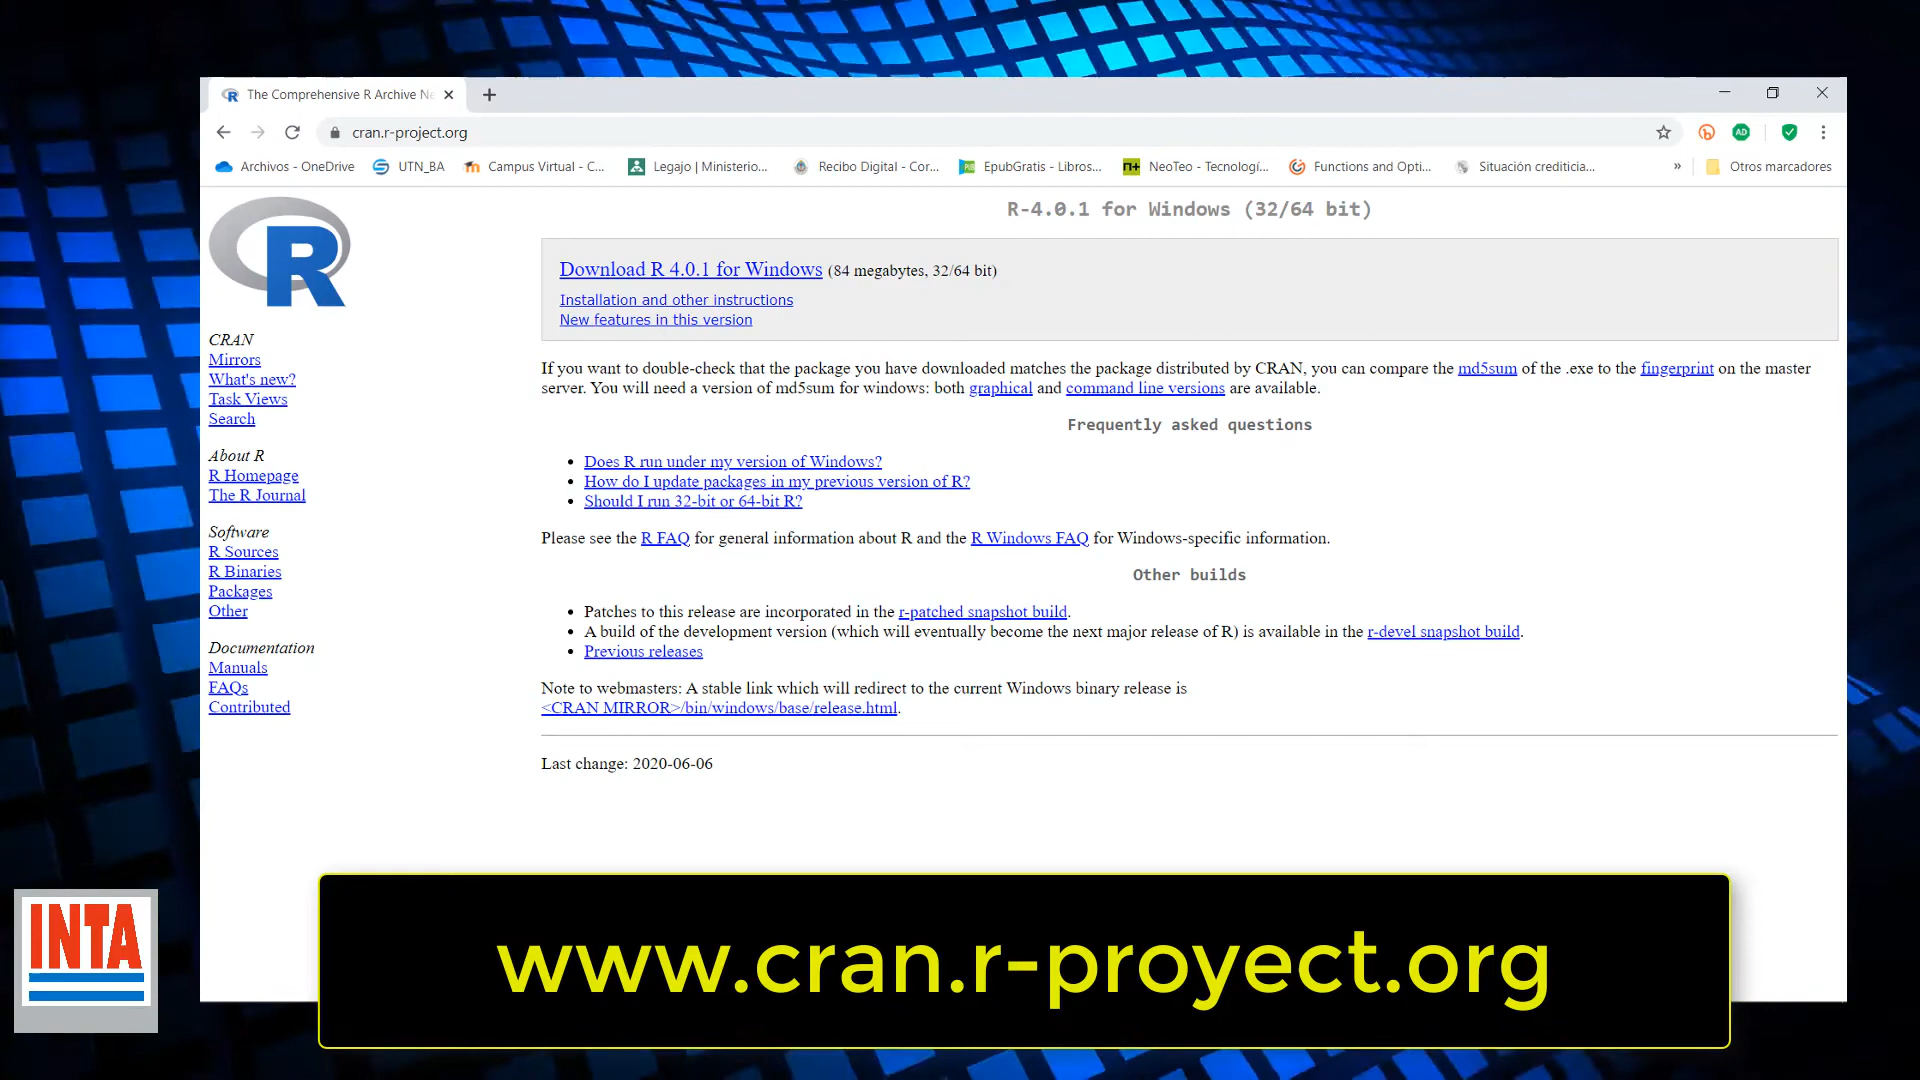 The Comprehensive R Archive Ne
cran.r-project.org
Archivos - OneDrive UTN_BA Campus Virtual - C... Legajo | Ministerio... Recibo Digital - Cor... EpubGratis - Libros... NeoTeo - Tecnologí... Functions and Opti... Situación crediticia... » Otros marcadores
R
CRAN
Mirrors
What's new?
Task Views
Search
About R
R Homepage
The R Journal
Software
R Sources
R Binaries
Packages
Other
Documentation
Manuals
FAQs
Contributed
R-4.0.1 for Windows (32/64 bit)
Download R 4.0.1 for Windows (84 megabytes, 32/64 bit)
Installation and other instructions
New features in this version
If you want to double-check that the package you have downloaded matches the package distributed by CRAN, you can compare the md5sum of the .exe to the fingerprint on the master
server. You will need a version of md5sum for windows: both graphical and command line versions are available.
Frequently asked questions
• Does R run under my version of Windows?
• How do I update packages in my previous version of R?
• Should I run 32-bit or 64-bit R?
Please see the R FAQ for general information about R and the R Windows FAQ for Windows-specific information.
Other builds
• Patches to this release are incorporated in the r-patched snapshot build.
• A build of the development version (which will eventually become the next major release of R) is available in the r-devel snapshot build.
• Previous releases
Note to webmasters: A stable link which will redirect to the current Windows binary release is
<CRAN MIRROR>/bin/windows/base/release.html.
Last change: 2020-06-06
INTA
www.cran.r-proyect.org